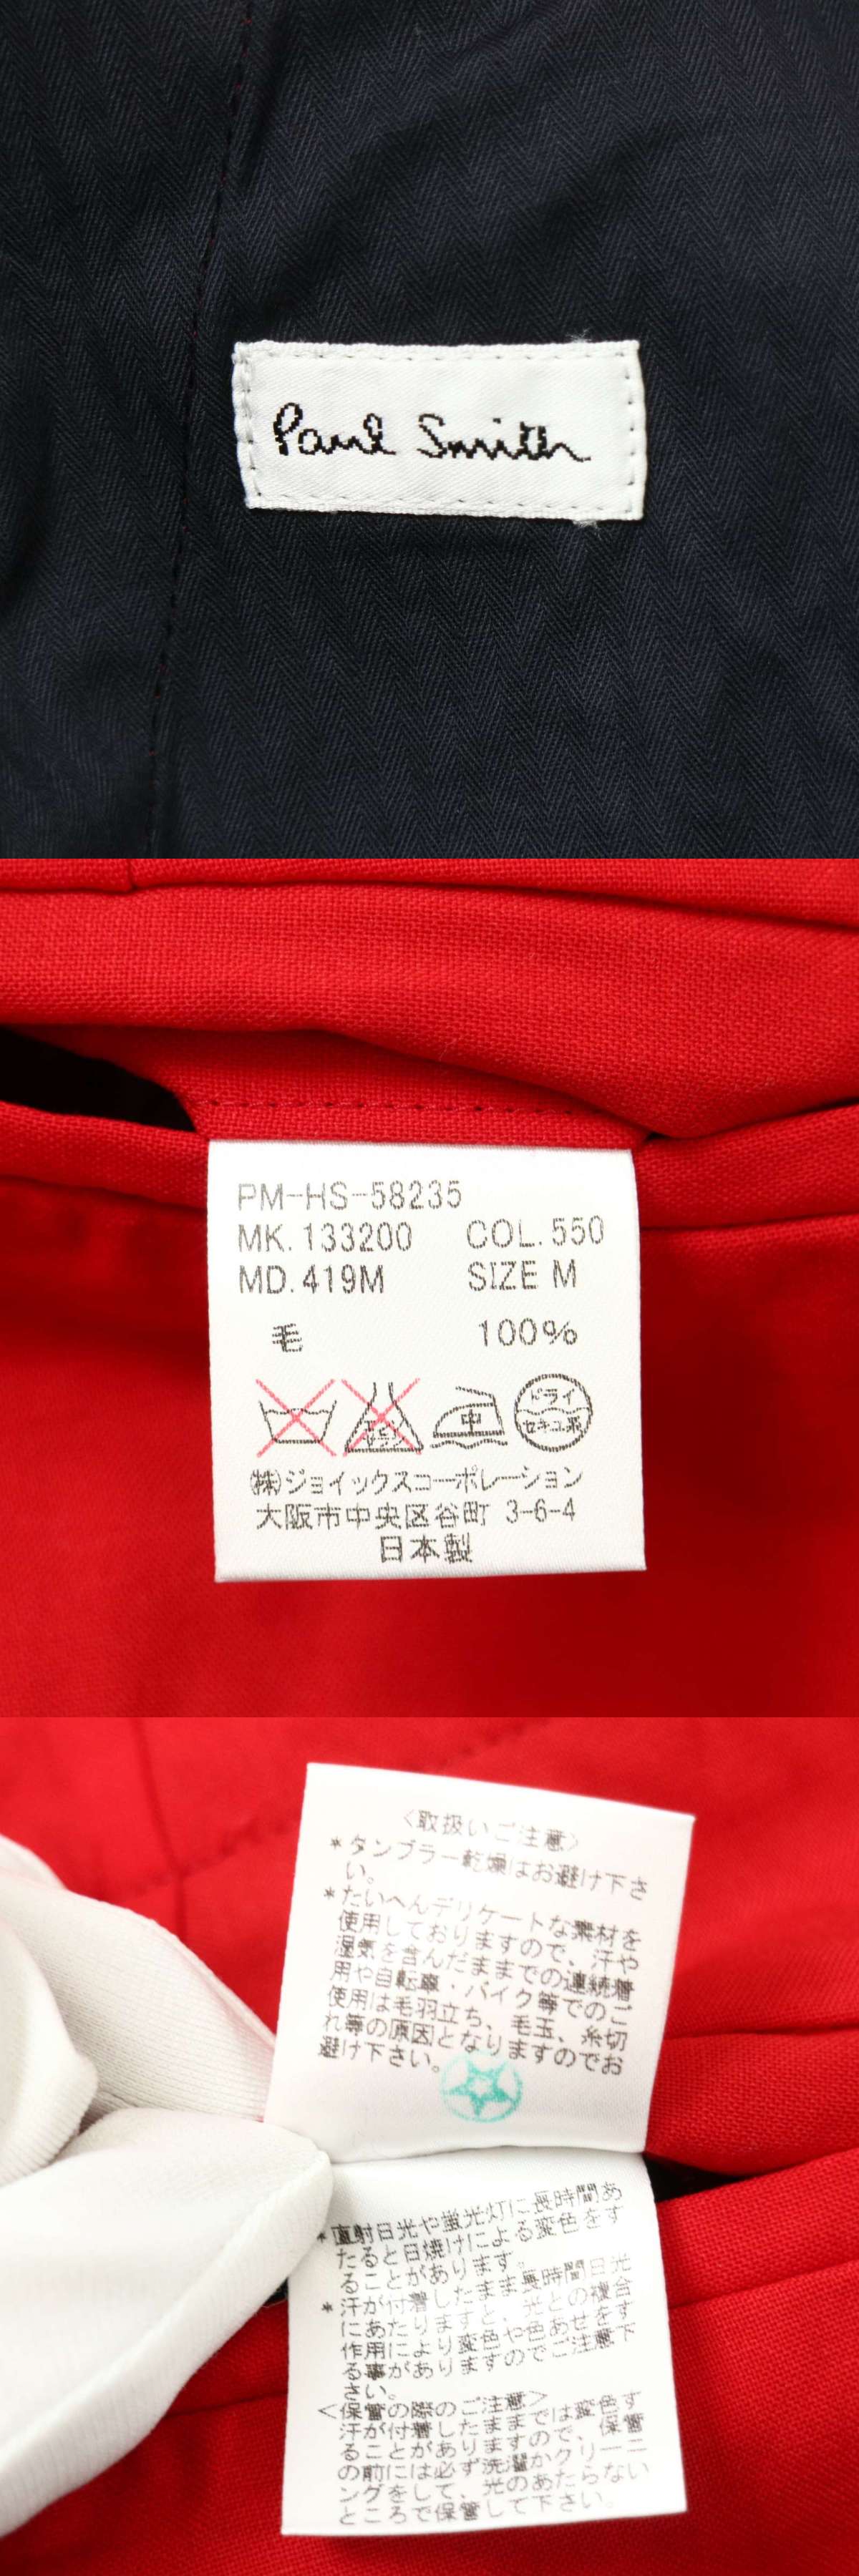 Paul Smith
PM-HS-58235
MK.133200 COL.550
MD.419M SIZE M
毛 100%
中
ドライ
セキユ系
(株)ジョイックスコーポレーション
大阪市中央区谷町 3-6-4
日本製
<取扱いご注意>
*タンブラー乾燥はお避け下さ
い。
*たいへんデリケートな素材を
使用しておりますので、汗や
湿気を含んだままでの連続着
用や自転車・バイク等でのご
使用は毛羽立ち、毛玉、糸切
れ等の原因となりますのでお
避け下さい。
*直射日光や蛍光灯に長時間あ
たると日焼けによる変色をす
ることがあります。
*汗が付着したまま長時間日光
にあたりますと、光との複合
作用により変色や色あせをす
る事がありますのでご注意下
さい。
<保管の際のご注意>
汗が付着したままでは変色す
ることがありますので、保管
の前には必ず洗濯かクリーニ
ングをして、光のあたらない
ところで保管して下さい。